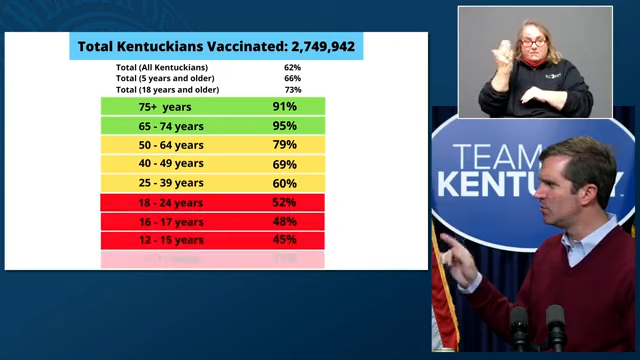 Total Kentuckians Vaccinated: 2,749,942
Total (All Kentuckians) 62%
Total (5 years and older) 66%
Total (18 years and older) 73%
75+ years 91%
65 - 74 years 95%
50 - 64 years 79%
40 - 49 years 69%
25 - 39 years 60%
18 - 24 years 52%
16 - 17 years 48%
12 - 15 years 45%
TEAM
KENTU Y